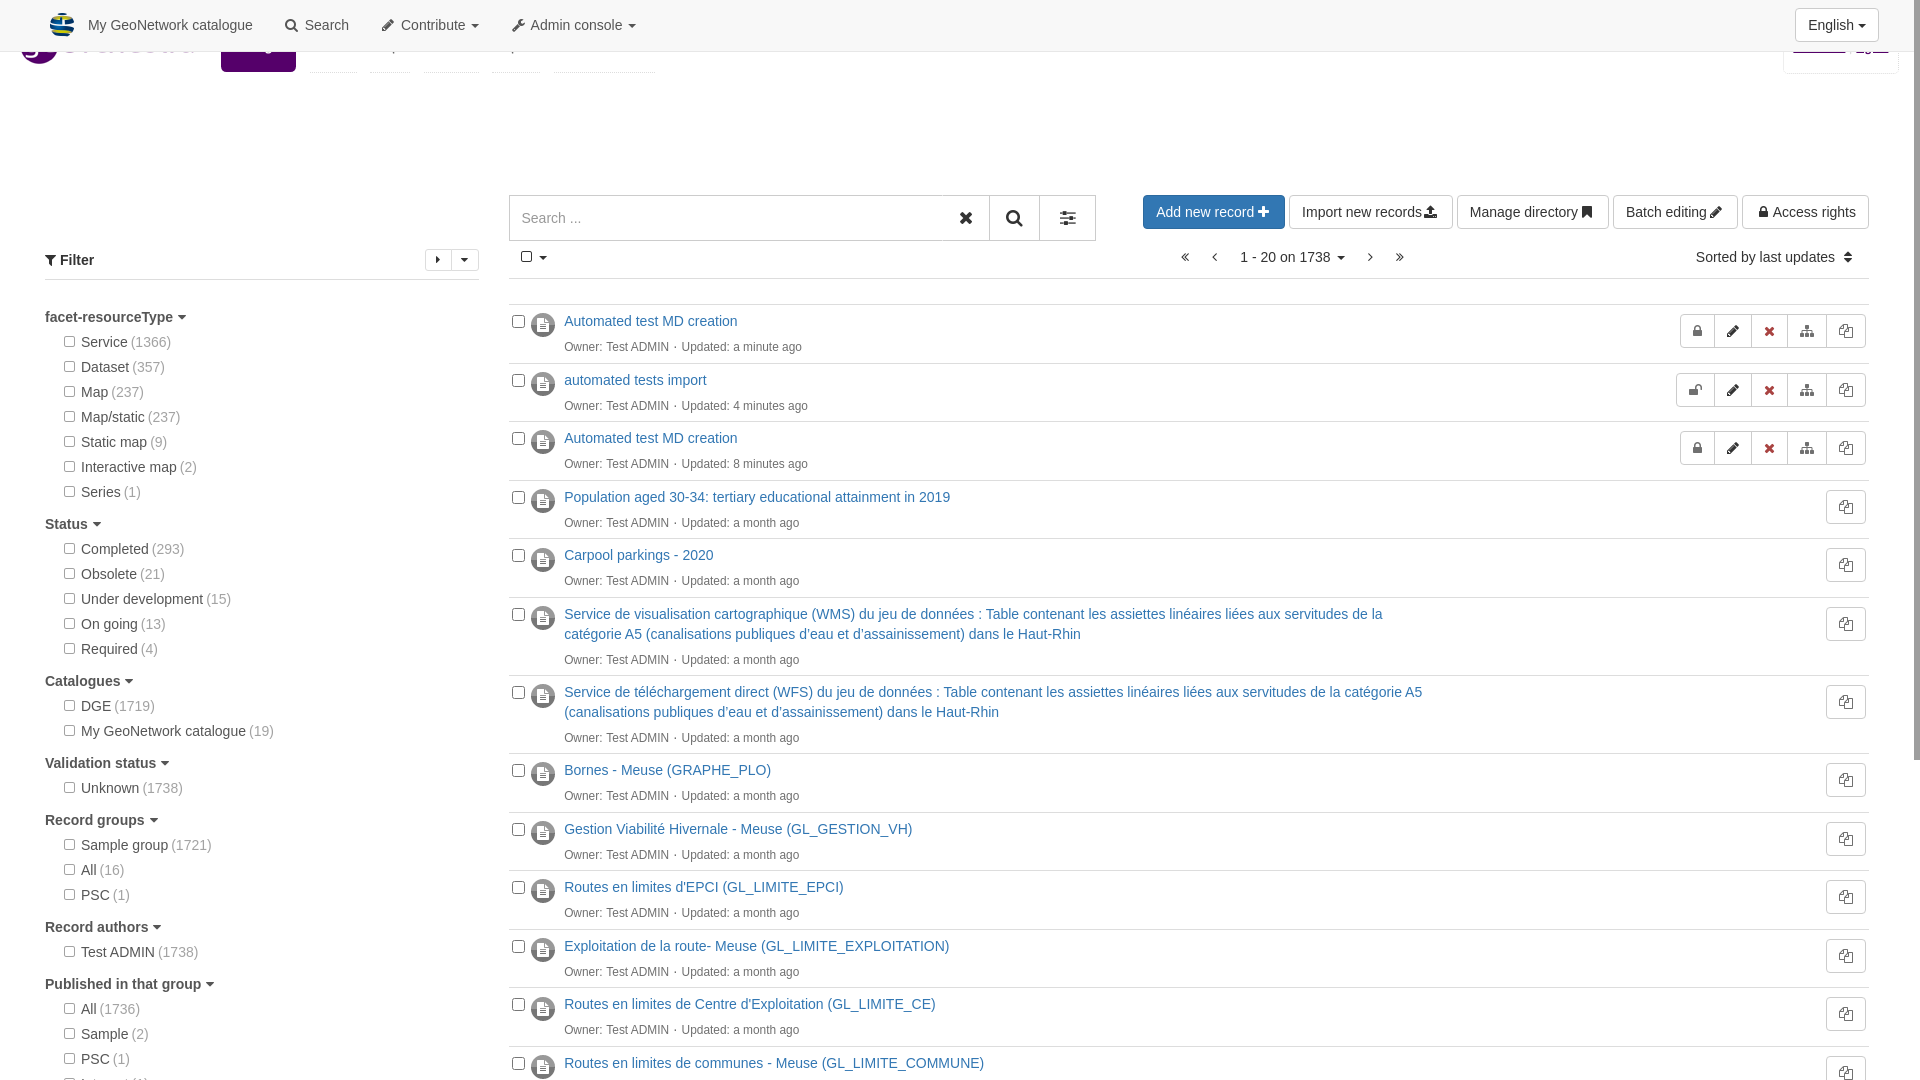 My GeoNetwork catalogue
Search
Contribute
Admin console
English
Search ...
Add new record
Import new records
Manage directory
Batch editing
Access rights
Filter
1 - 20 on 1738
Sorted by last updates
facet-resourceType
Service (1366)
Dataset (357)
Map (237)
Map/static (237)
Static map (9)
Interactive map (2)
Series (1)
Status
Completed (293)
Obsolete (21)
Under development (15)
On going (13)
Required (4)
Catalogues
DGE (1719)
My GeoNetwork catalogue (19)
Validation status
Unknown (1738)
Record groups
Sample group (1721)
All (16)
PSC (1)
Record authors
Test ADMIN (1738)
Published in that group
All (1736)
Sample (2)
PSC (1)
Automated test MD creation
Owner: Test ADMIN · Updated: a minute ago
automated tests import
Owner: Test ADMIN · Updated: 4 minutes ago
Automated test MD creation
Owner: Test ADMIN · Updated: 8 minutes ago
Population aged 30-34: tertiary educational attainment in 2019
Owner: Test ADMIN · Updated: a month ago
Carpool parkings - 2020
Owner: Test ADMIN · Updated: a month ago
Service de visualisation cartographique (WMS) du jeu de données : Table contenant les assiettes linéaires liées aux servitudes de la
catégorie A5 (canalisations publiques d’eau et d’assainissement) dans le Haut-Rhin
Owner: Test ADMIN · Updated: a month ago
Service de téléchargement direct (WFS) du jeu de données : Table contenant les assiettes linéaires liées aux servitudes de la catégorie A5
(canalisations publiques d’eau et d’assainissement) dans le Haut-Rhin
Owner: Test ADMIN · Updated: a month ago
Bornes - Meuse (GRAPHE_PLO)
Owner: Test ADMIN · Updated: a month ago
Gestion Viabilité Hivernale - Meuse (GL_GESTION_VH)
Owner: Test ADMIN · Updated: a month ago
Routes en limites d'EPCI (GL_LIMITE_EPCI)
Owner: Test ADMIN · Updated: a month ago
Exploitation de la route- Meuse (GL_LIMITE_EXPLOITATION)
Owner: Test ADMIN · Updated: a month ago
Routes en limites de Centre d'Exploitation (GL_LIMITE_CE)
Owner: Test ADMIN · Updated: a month ago
Routes en limites de communes - Meuse (GL_LIMITE_COMMUNE)